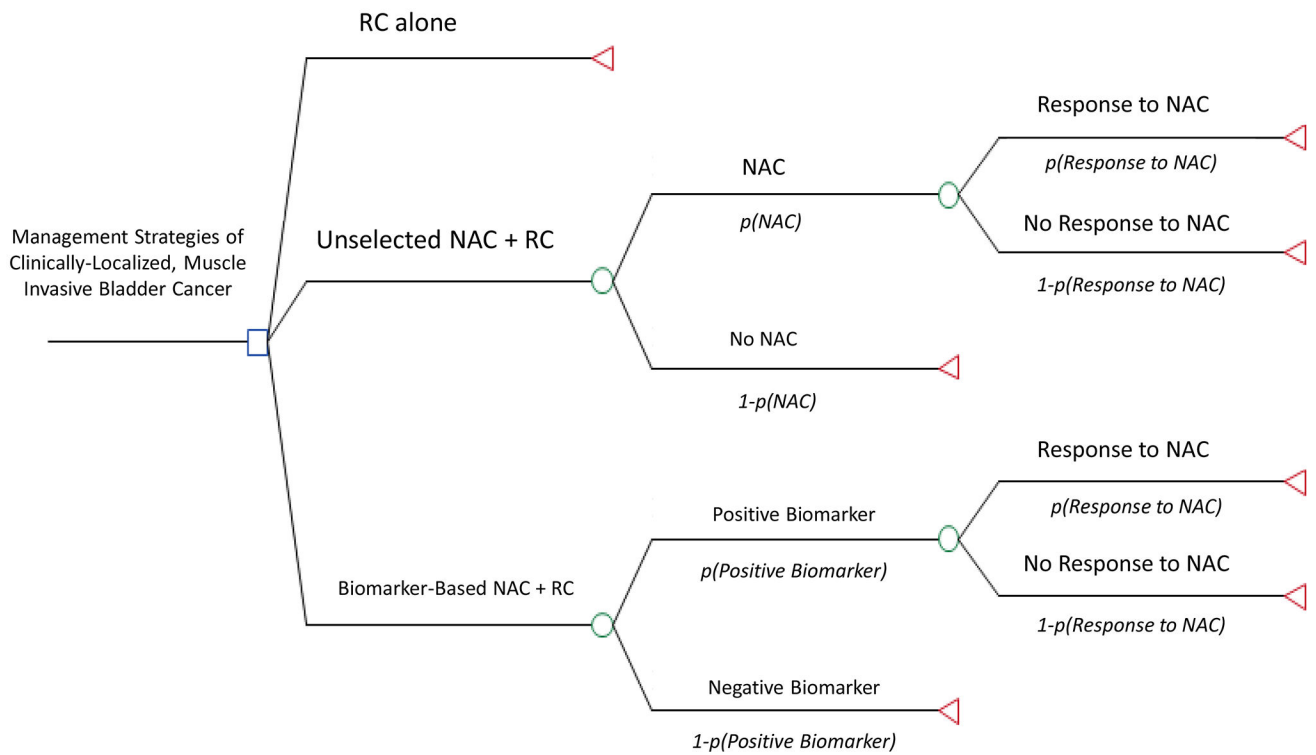 RC alone
Response to NAC
p(Response to NAC)
NAC
p(NAC)
No Response to NAC
1-p(Response to NAC)
Management Strategies of
Clinically-Localized, Muscle
Invasive Bladder Cancer
Unselected NAC + RC
No NAC
1-p(NAC)
Response to NAC
p(Response to NAC)
Positive Biomarker
p(Positive Biomarker)
No Response to NAC
1-p(Response to NAC)
Biomarker-Based NAC + RC
Negative Biomarker
1-p(Positive Biomarker)